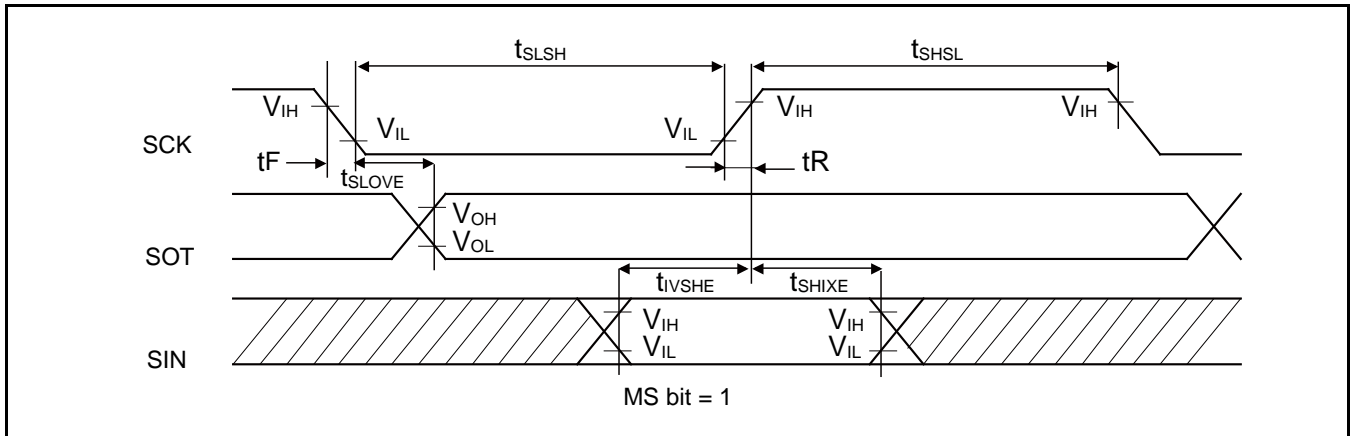 tSLSH
tSHSL
VIH
VIH
VIH
SCK
VIL
VIL
tF
tR
tSLOVE
VOH
SOT
VOL
tIVSHE
tSHIXE
VIH
VIH
SIN
VIL
VIL
MS bit = 1